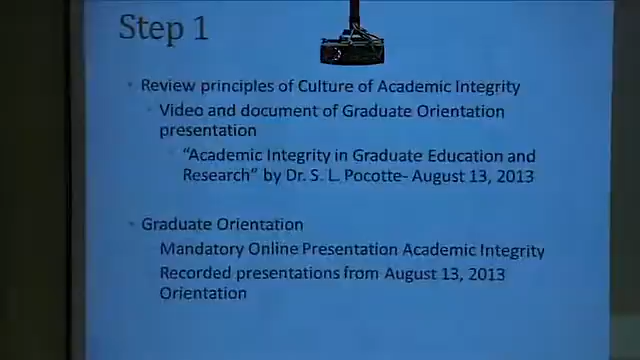 Step 1
Review principles of Culture of Academic Integrity
Video and document of Graduate Orientation
presentation
“Academic Integrity in Graduate Education and
Research” by Dr. S. L. Pocotte- August 13, 2013
Graduate Orientation
Mandatory Online Presentation Academic Integrity
Recorded presentations from August 13, 2013
Orientation